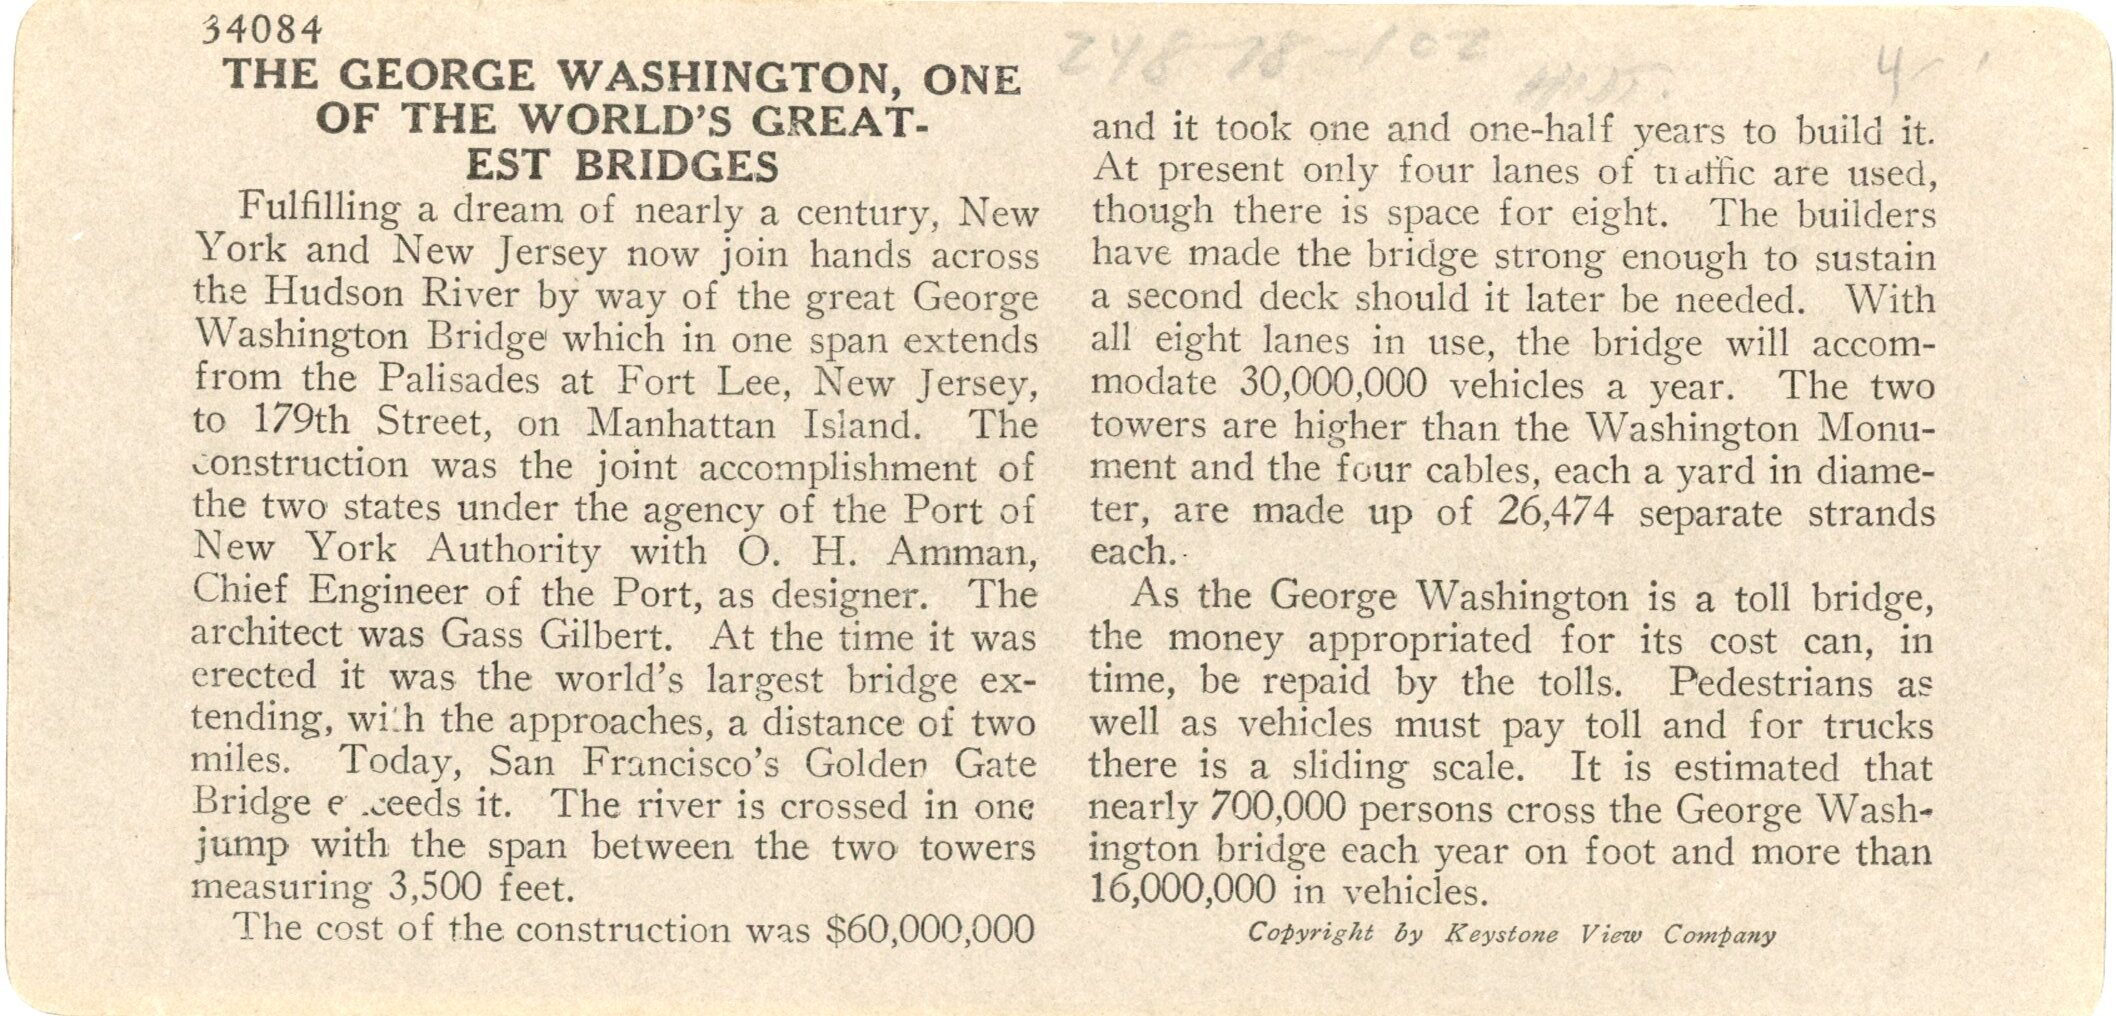 34084
THE GEORGE WASHINGTON, ONE
OF THE WORLD'S GREAT-
EST BRIDGES
Fulfilling a dream of nearly a century, New
York and New Jersey now join hands across
the Hudson River by way of the great George
Washington Bridge which in one span extends
from the Palisades at Fort Lee, New Jersey,
to 179th Street, on Manhattan Island. The
construction was the joint accomplishment of
the two states under the agency of the Port of
New York Authority with O. H. Amman,
Chief Engineer of the Port, as designer. The
architect was Gass Gilbert. At the time it was
erected it was the world's largest bridge ex-
tending, with the approaches, a distance of two
miles. Today, San Francisco's Golden Gate
Bridge exceeds it. The river is crossed in one
jump with the span between the two towers
measuring 3,500 feet.
The cost of the construction was $60,000,000
248-78-102
Hist.
4
and it took one and one-half years to build it.
At present only four lanes of traffic are used,
though there is space for eight. The builders
have made the bridge strong enough to sustain
a second deck should it later be needed. With
all eight lanes in use, the bridge will accom-
modate 30,000,000 vehicles a year. The two
towers are higher than the Washington Monu-
ment and the four cables, each a yard in diame-
ter, are made up of 26,474 separate strands
each.
As the George Washington is a toll bridge,
the money appropriated for its cost can, in
time, be repaid by the tolls. Pedestrians as
well as vehicles must pay toll and for trucks
there is a sliding scale. It is estimated that
nearly 700,000 persons cross the George Wash-
ington bridge each year on foot and more than
16,000,000 in vehicles.
Copyright by Keystone View Company